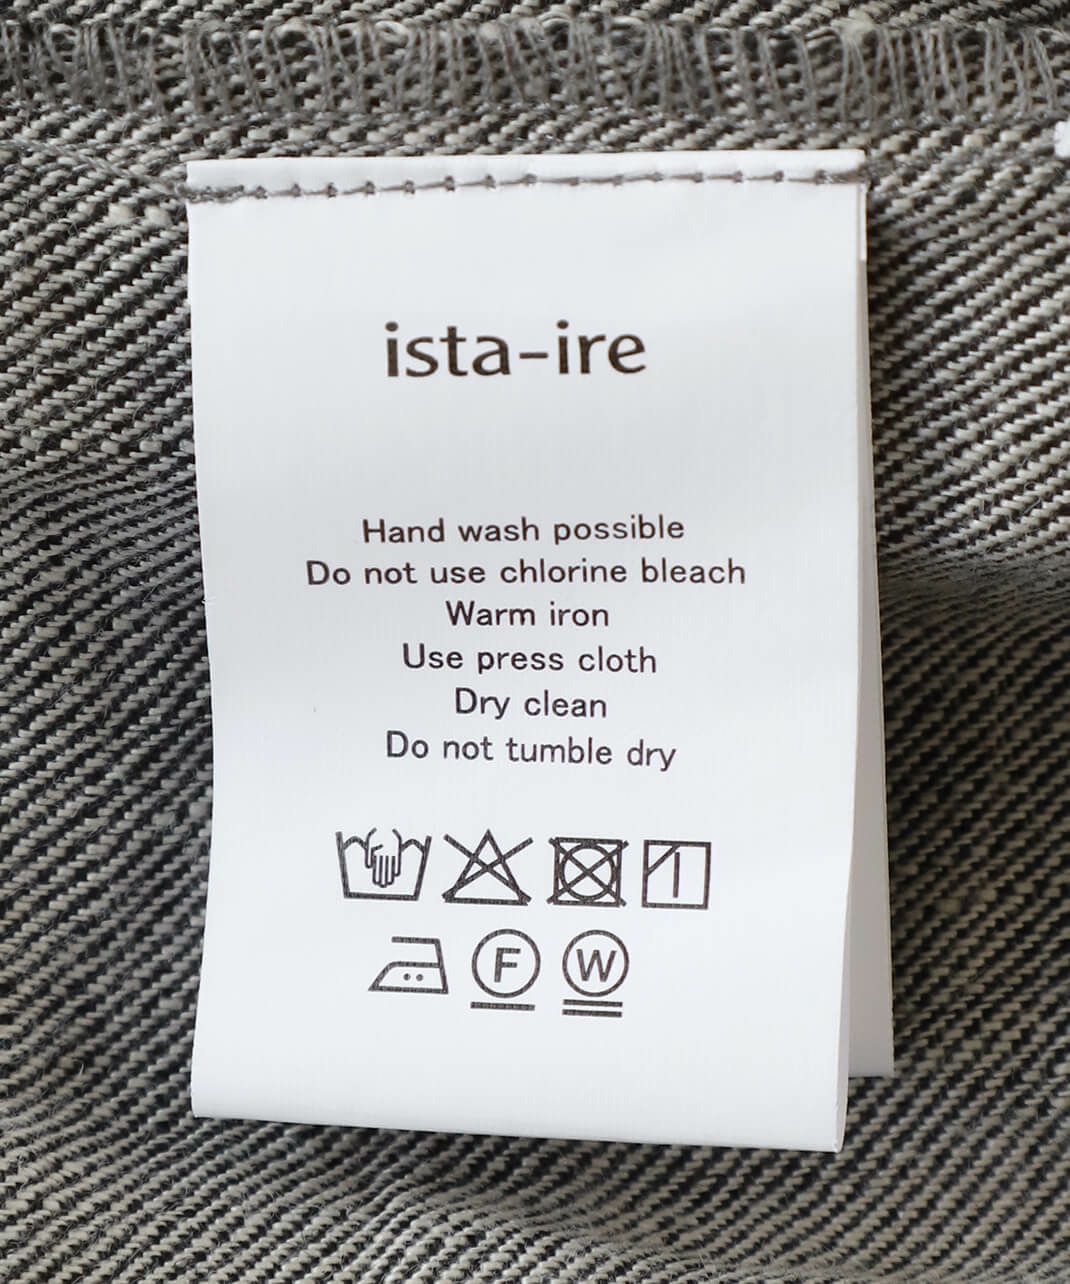 ista-ire
Hand wash possible
Do not use chlorine bleach
Warm iron
Use press cloth
Dry clean
Do not tumble dry
F W